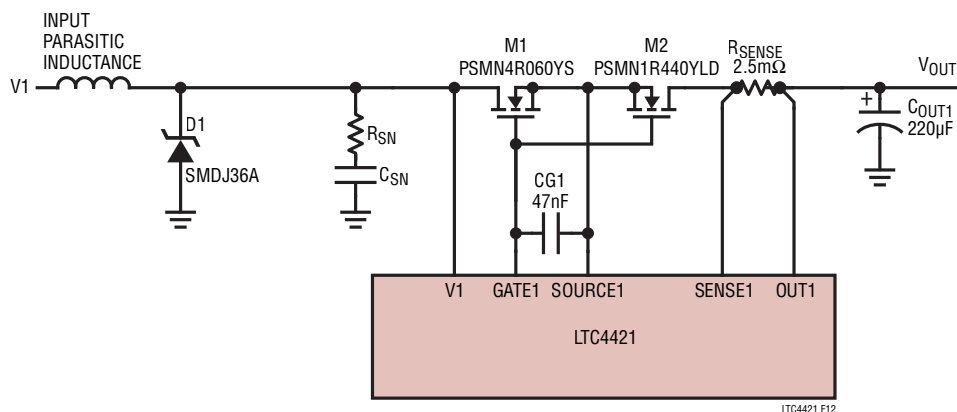 INPUT
PARASITIC
INDUCTANCE
V1
D1
SMDJ36A
RSN
CSN
M1
PSMN4R060YS
M2
PSMN1R440YLD
RSENSE
2.5mΩ
VOUT
+
COUT1
220µF
CG1
47nF
V1
GATE1
SOURCE1
SENSE1
OUT1
LTC4421
LTC4421 F12